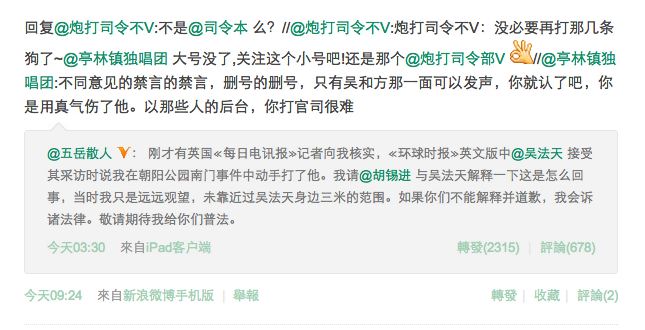 回复@炮打司令不V:不是@司令本 么？//@炮打司令不V:炮打司令不V：没必要再打那几条
狗了~@亭林镇独唱团 大号没了,关注这个小号吧!还是那个@炮打司令部V //@亭林镇独
唱团:不同意见的禁言的禁言，删号的删号，只有吴和方那一面可以发声，你就认了吧，你
是用真气伤了他。以那些人的后台，你打官司很难
@五岳散人 V： 刚才有英国≪每日电讯报≫记者向我核实，≪环球时报≫英文版中@吴法天 接受
其采访时说我在朝阳公园南门事件中动手打了他。我请@胡锡进 与吴法天解释一下这是怎么回
事，当时我只是远远观望，未靠近过吴法天身边三米的范围。如果你们不能解释并道歉，我会诉
诸法律。敬请期待我给你们普法。
今天03:30 來自iPad客户端 轉發(2315) | 評論(678)
今天09:24 來自新浪微博手机版 | 舉報 轉發 | 收藏 | 評論(2)